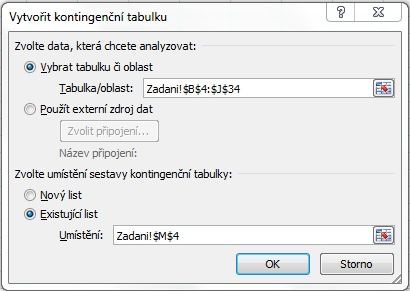 Vytvořit kontingenční tabulku
Zvolte data, která chcete analyzovat:
Vybrat tabulku či oblast
Tabulka/oblast: Zadani!$B$4:$J$34
Použít externí zdroj dat
Zvolit připojení...
Název připojení:
Zvolte umístění sestavy kontingenční tabulky:
Nový list
Existující list
Umístění: Zadani!$M$4
OK Storno